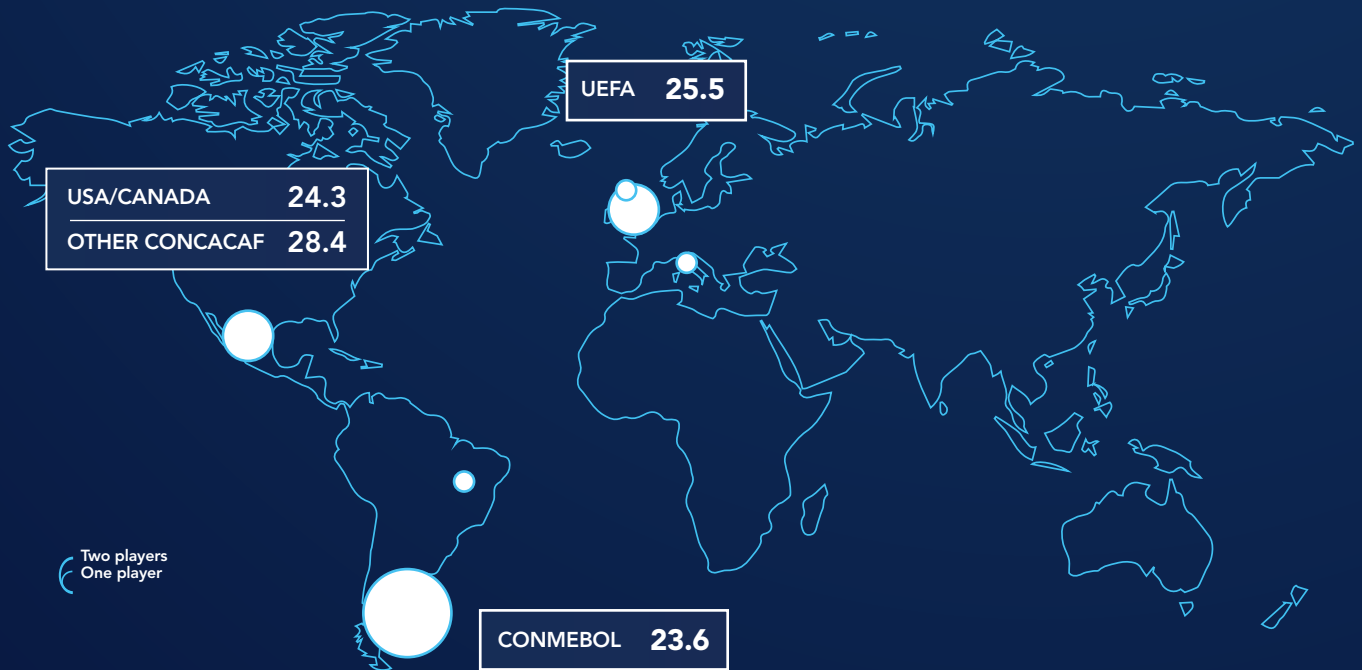 UEFA 25.5
USA/CANADA 24.3
OTHER CONCACAF 28.4
Two players
One player
CONMEBOL 23.6